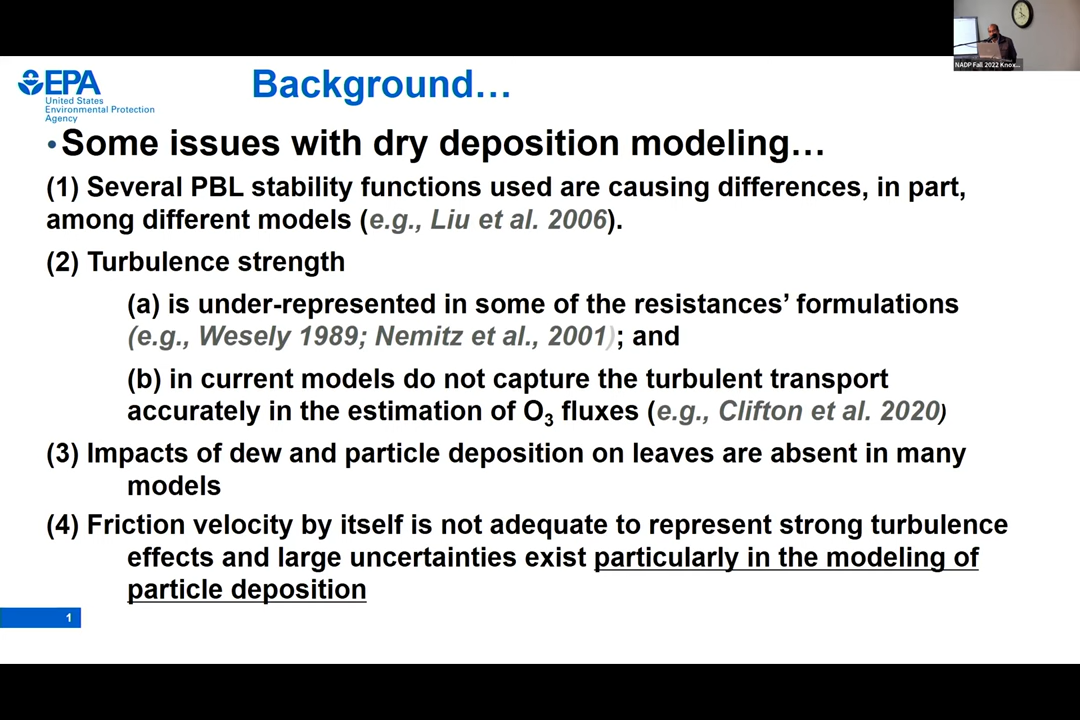 NADP Fall 2022 Knox...
EPA
United States
Environmental Protection
Agency
Background…
• Some issues with dry deposition modeling…
(1) Several PBL stability functions used are causing differences, in part,
among different models (e.g., Liu et al. 2006).
(2) Turbulence strength
(a) is under-represented in some of the resistances’ formulations
(e.g., Wesely 1989; Nemitz et al., 2001); and
(b) in current models do not capture the turbulent transport
accurately in the estimation of O3 fluxes (e.g., Clifton et al. 2020)
(3) Impacts of dew and particle deposition on leaves are absent in many
models
(4) Friction velocity by itself is not adequate to represent strong turbulence
effects and large uncertainties exist particularly in the modeling of
particle deposition
1